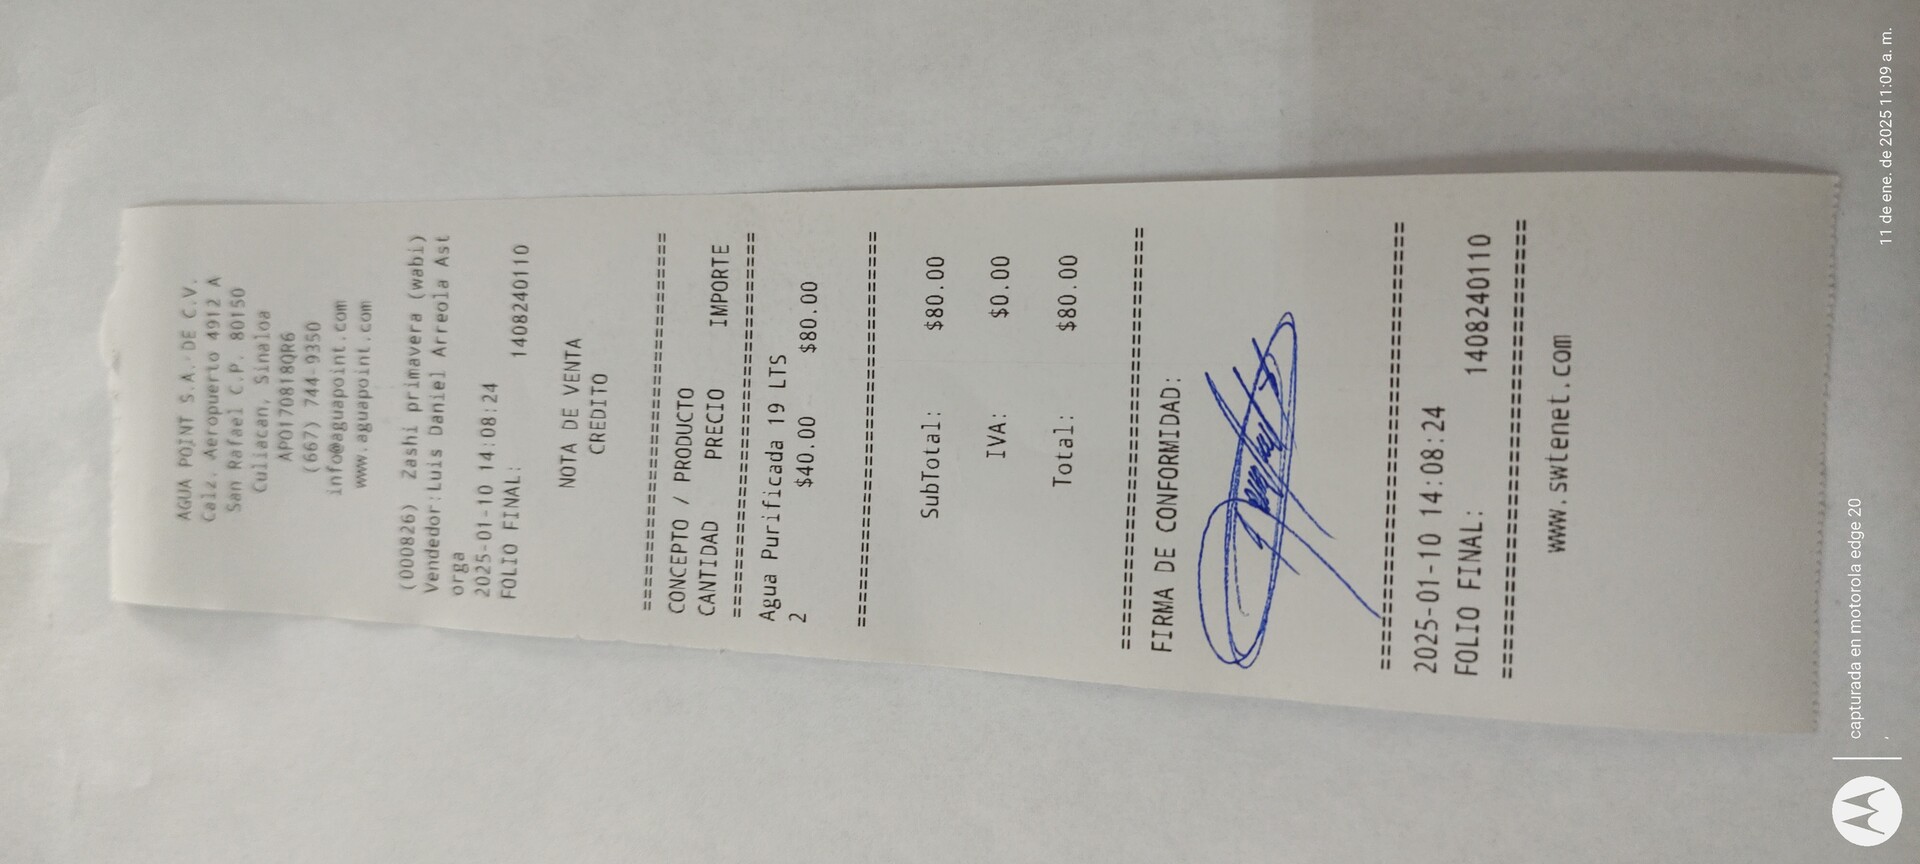 AGUA POINT S.A. DE C.V.
Calz. Aeropuerto 4912 A
San Rafael C.P. 80150
Culiacan, Sinaloa
APO170818QR6
(667) 744-9350
info@aguapoint.com
www.aguapoint.com
(000826) Zashi primavera (wabi)
Vendedor:Luis Daniel Arreola Ast
orga
2025-01-10 14:08:24
FOLIO FINAL:
1408240110
NOTA DE VENTA
CREDITO
================================
CONCEPTO / PRODUCTO
CANTIDAD PRECIO IMPORTE
================================
Agua Purificada 19 LTS
2 $40.00 $80.00
================================
SubTotal: $80.00
IVA: $0.00
Total: $80.00
================================
FIRMA DE CONFORMIDAD:
================================
2025-01-10 14:08:24
FOLIO FINAL: 1408240110
================================
www.swtenet.com
capturada en motorola edge 20
11 de ene. de 2025 11:09 a. m.